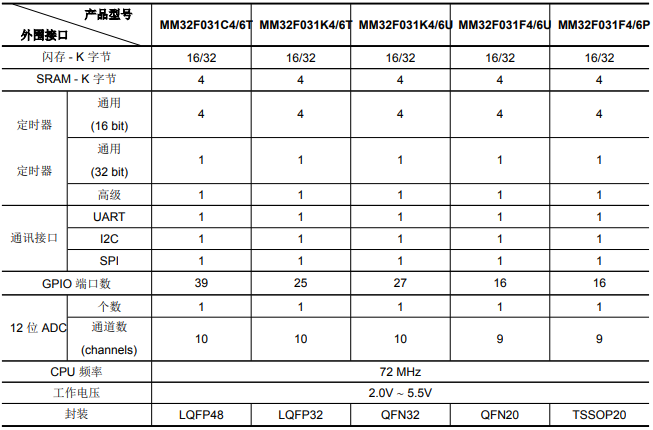 产品型号
外围接口
MM32F031C4/6T MM32F031K4/6T MM32F031K4/6U MM32F031F4/6U MM32F031F4/6P
闪存 - K 字节 16/32 16/32 16/32 16/32 16/32
SRAM - K 字节 4 4 4 4 4
定时器
定时器
通用
(16 bit)
4 4 4 4 4
通用
(32 bit)
1 1 1 1 1
高级 1 1 1 1 1
通讯接口
UART 1 1 1 1 1
I2C 1 1 1 1 1
SPI 1 1 1 1 1
GPIO 端口数 39 25 27 16 16
12 位 ADC
个数 1 1 1 1 1
通道数
(channels)
10 10 10 9 9
CPU 频率 72 MHz
工作电压 2.0V ~ 5.5V
封装 LQFP48 LQFP32 QFN32 QFN20 TSSOP20